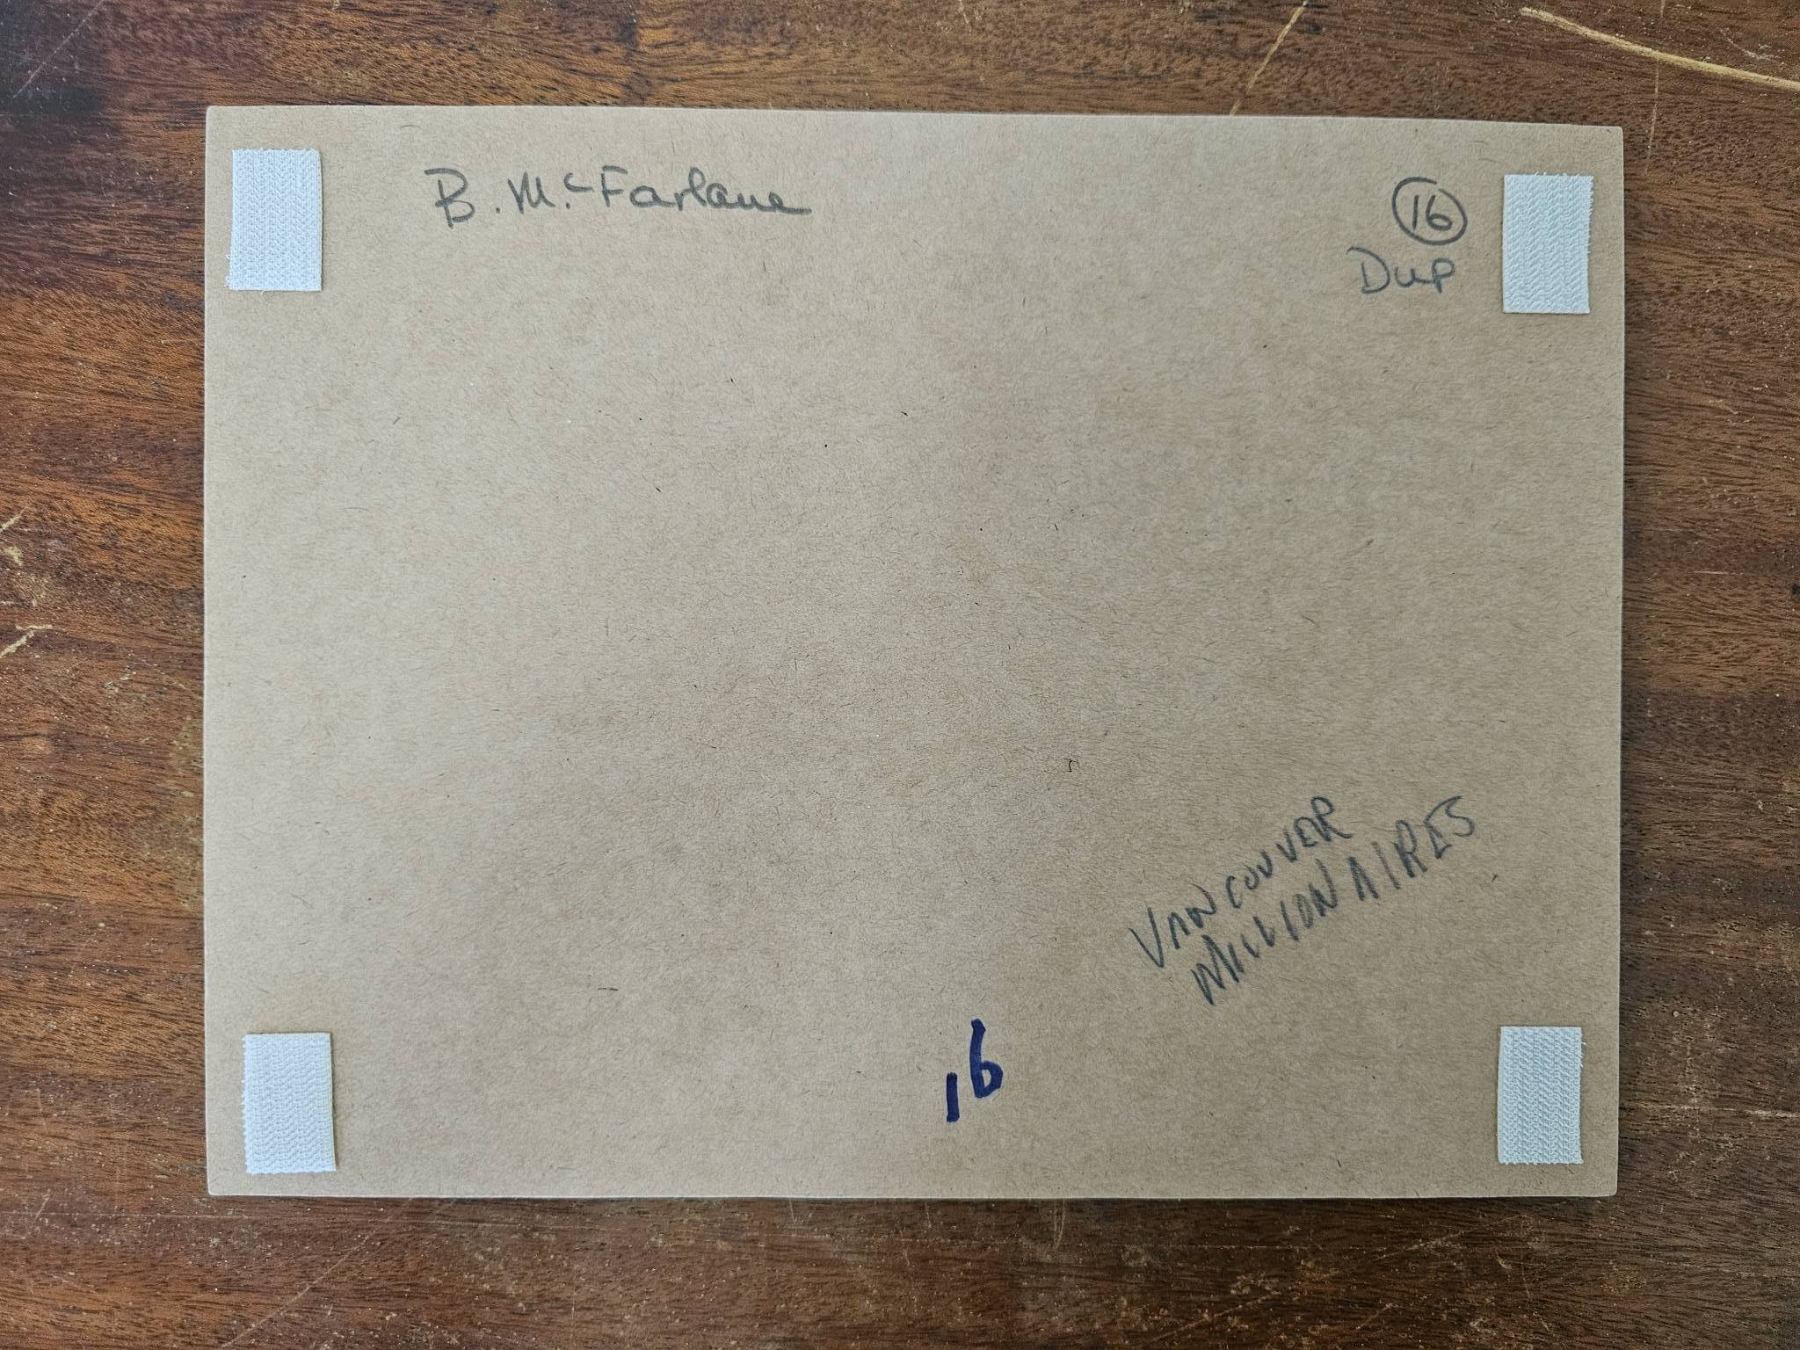 B. McFarlane
16
Dup
VANCOUVER
MILLIONAIRES
16